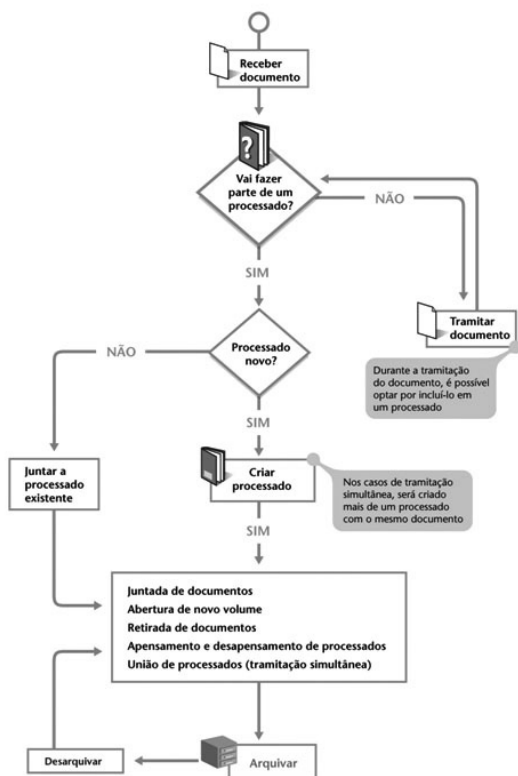 Receber
documento
?
Vai fazer
parte de um
processado?
NÃO
SIM
Tramitar
documento
Durante a tramitação
do documento, é possível
optar por incluí-lo em
um processado
NÃO
Processado
novo?
SIM
Juntar a
processado
existente
Criar
processado
Nos casos de tramitação
simultânea, será criado
mais de um processado
com o mesmo documento
SIM
Juntada de documentos
Abertura de novo volume
Retirada de documentos
Apensamento e desapensamento de processados
União de processados (tramitação simultânea)
Desarquivar
Arquivar